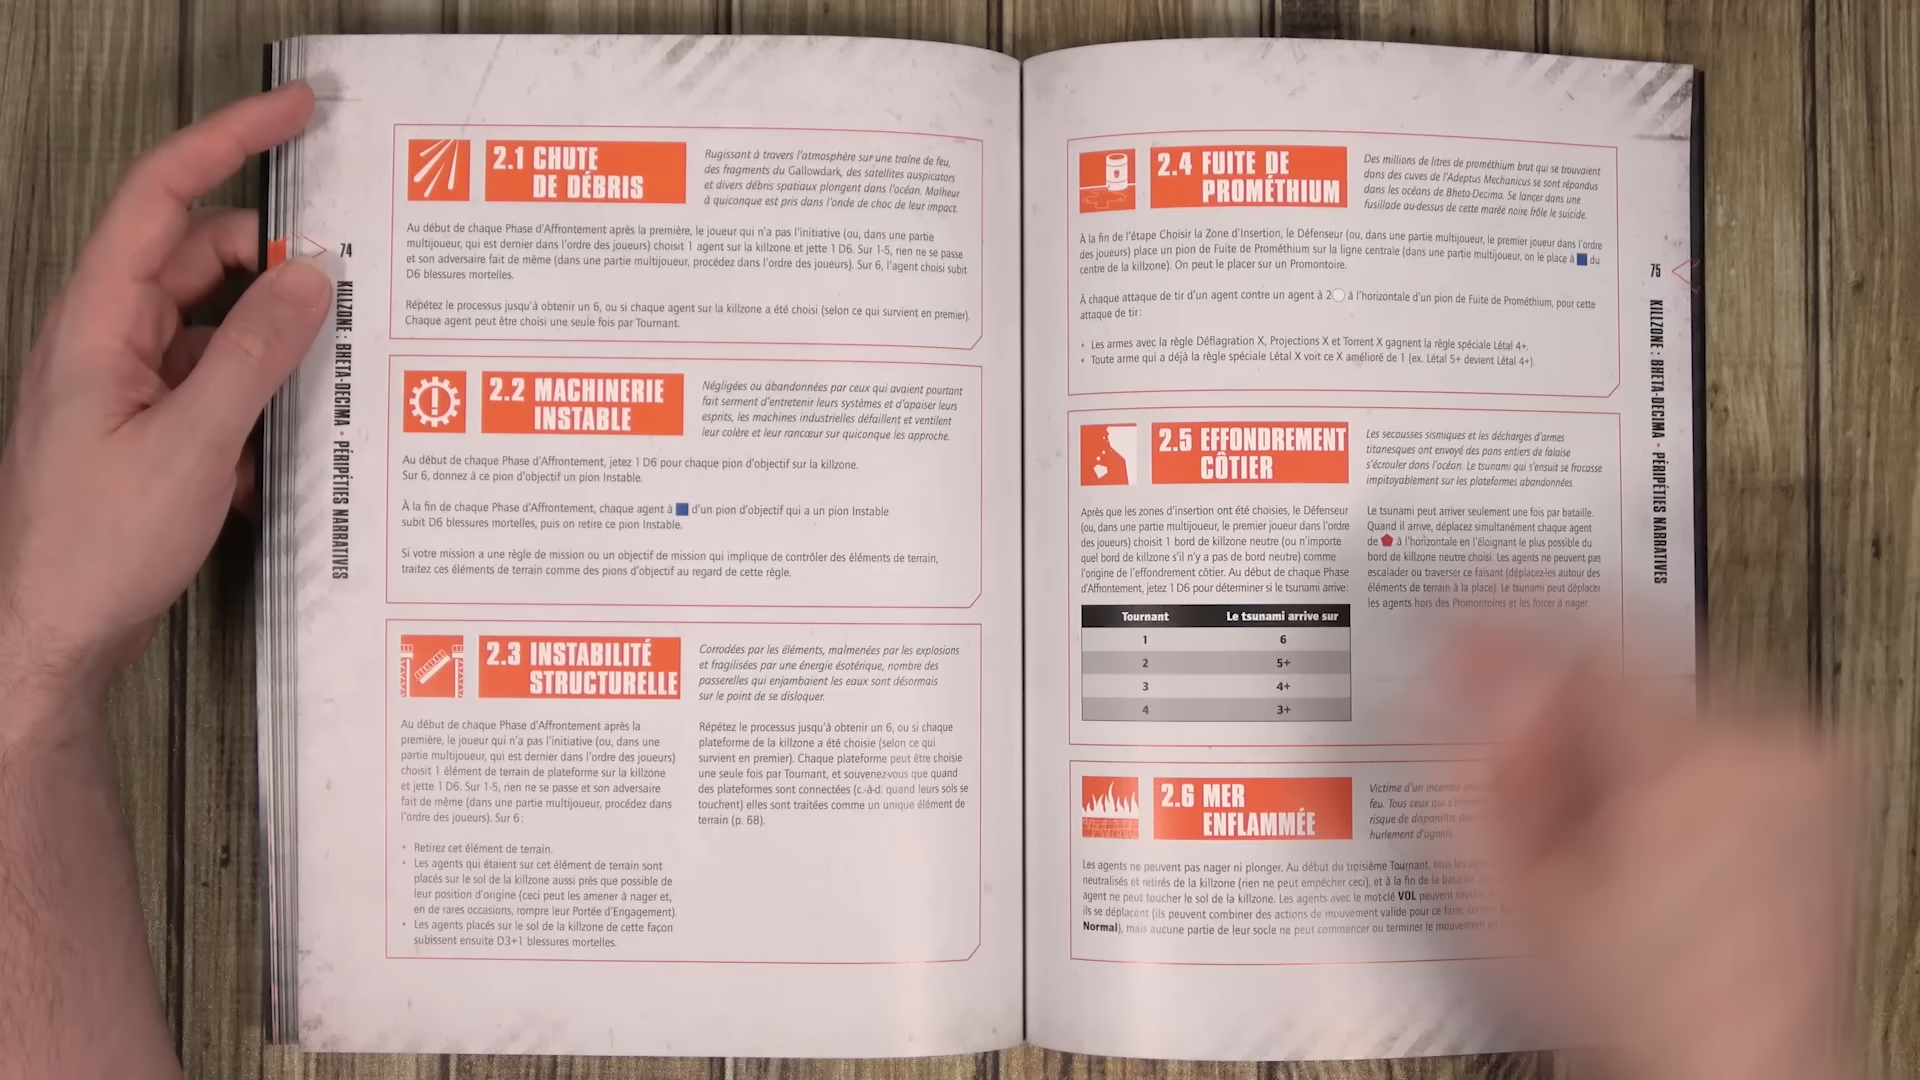 74
KILLZONE : BHETA-DECIMA • PÉRIPÉTIES NARRATIVES
2.1 CHUTE
DE DÉBRIS
Rugissant à travers l'atmosphère sur une traîne de feu,
des fragments du Gallowdark, des satellites auspicators
et divers débris spatiaux plongent dans l'océan. Malheur
à quiconque est pris dans l'onde de choc de leur impact.
Au début de chaque Phase d'Affrontement après la première, le joueur qui n'a pas l'initiative (ou, dans une partie
multijoueur, qui est dernier dans l'ordre des joueurs) choisit 1 agent sur la killzone et jette 1 D6. Sur 1-5, rien ne se passe
et son adversaire fait de même (dans une partie multijoueur, procédez dans l'ordre des joueurs). Sur 6, l'agent choisi subit
D6 blessures mortelles.
Répétez le processus jusqu'à obtenir un 6, ou si chaque agent sur la killzone a été choisi (selon ce qui survient en premier).
Chaque agent peut être choisi une seule fois par Tournant.
2.2 MACHINERIE
INSTABLE
Négligées ou abandonnées par ceux qui avaient pourtant
fait serment d'entretenir leurs systèmes et d'apaiser leurs
esprits, les machines industrielles défaillent et ventilent
leur colère et leur rancœur sur quiconque les approche.
Au début de chaque Phase d'Affrontement, jetez 1 D6 pour chaque pion d'objectif sur la killzone.
Sur 6, donnez à ce pion d'objectif un pion Instable.
À la fin de chaque Phase d'Affrontement, chaque agent à d'un pion d'objectif qui a un pion Instable
subit D6 blessures mortelles, puis on retire ce pion Instable.
Si votre mission a une règle de mission ou un objectif de mission qui implique de contrôler des éléments de terrain,
traitez ces éléments de terrain comme des pions d'objectif au regard de cette règle.
2.3 INSTABILITÉ
STRUCTURELLE
Corrodées par les éléments, malmenées par les explosions
et fragilisées par une énergie ésotérique, nombre des
passerelles qui enjambaient les eaux sont désormais
sur le point de se disloquer.
Au début de chaque Phase d'Affrontement après la
première, le joueur qui n'a pas l'initiative (ou, dans une
partie multijoueur, qui est dernier dans l'ordre des joueurs)
choisit 1 élément de terrain de plateforme sur la killzone
et jette 1 D6. Sur 1-5, rien ne se passe et son adversaire
fait de même (dans une partie multijoueur, procédez dans
l'ordre des joueurs). Sur 6 :
• Retirez cet élément de terrain.
• Les agents qui étaient sur cet élément de terrain sont
placés sur le sol de la killzone aussi près que possible de
leur position d'origine (ceci peut les amener à nager et,
en de rares occasions, rompre leur Portée d'Engagement).
• Les agents placés sur le sol de la killzone de cette façon
subissent ensuite D3+1 blessures mortelles.
Répétez le processus jusqu'à obtenir un 6, ou si chaque
plateforme de la killzone a été choisie (selon ce qui
survient en premier). Chaque plateforme peut être choisie
une seule fois par Tournant, et souvenez-vous que quand
des plateformes sont connectées (c.-à-d. quand leurs sols se
touchent) elles sont traitées comme un unique élément de
terrain (p. 68).
2.4 FUITE DE
PROMÉTHIUM
Des millions de litres de prométhium brut qui se trouvaient
dans des cuves de l'Adeptus Mechanicus se sont répandus
dans les océans de Bheta-Decima. Se lancer dans une
fusillade au-dessus de cette marée noire frôle le suicide.
À la fin de l'étape Choisir la Zone d'Insertion, le Défenseur (ou, dans une partie multijoueur, le premier joueur dans l'ordre
des joueurs) place un pion de Fuite de Prométhium sur la ligne centrale (dans une partie multijoueur, on le place à du
centre de la killzone). On peut le placer sur un Promontoire.
À chaque attaque de tir d'un agent contre un agent à 2 à l'horizontale d'un pion de Fuite de Prométhium, pour cette
attaque de tir :
• Les armes avec la règle Déflagration X, Projections X et Torrent X gagnent la règle spéciale Létal 4+.
• Toute arme qui a déjà la règle spéciale Létal X voit ce X amélioré de 1 (ex. Létal 5+ devient Létal 4+).
2.5 EFFONDREMENT
CÔTIER
Les secousses sismiques et les décharges d'armes
titanesques ont envoyé des pans entiers de falaise
s'écrouler dans l'océan. Le tsunami qui s'ensuit se fracasse
impitoyablement sur les plateformes abandonnées.
Après que les zones d'insertion ont été choisies, le Défenseur
(ou, dans une partie multijoueur, le premier joueur dans l'ordre
des joueurs) choisit 1 bord de killzone neutre (ou n'importe
quel bord de killzone s'il n'y a pas de bord neutre) comme
l'origine de l'effondrement côtier. Au début de chaque Phase
d'Affrontement, jetez 1 D6 pour déterminer si le tsunami arrive :
Tournant Le tsunami arrive sur
1 6
2 5+
3 4+
4 3+
Le tsunami peut arriver seulement une fois par bataille.
Quand il arrive, déplacez simultanément chaque agent
de à l'horizontale en l'éloignant le plus possible du
bord de killzone neutre choisi. Les agents ne peuvent pas
escalader ou traverser ce faisant (déplacez-les autour des
éléments de terrain à la place). Le tsunami peut déplacer
les agents hors des Promontoires et les forcer à nager.
2.6 MER
ENFLAMMÉE
Victime d'un incendie
feu. Tous ceux qui
risque de disparaître
hurlement d'agonie.
Les agents ne peuvent pas nager ni plonger. Au début du troisième Tournant, tous les
neutralisés et retirés de la killzone (rien ne peut empêcher ceci), et à la fin de la bataille,
agent ne peut toucher le sol de la killzone. Les agents avec le mot-clé VOL peuvent toucher
ils se déplacent (ils peuvent combiner des actions de mouvement valide pour ce faire,
Normal), mais aucune partie de leur socle ne peut commencer ou terminer le mouvement
75
KILLZONE : BHETA-DECIMA • PÉRIPÉTIES NARRATIVES